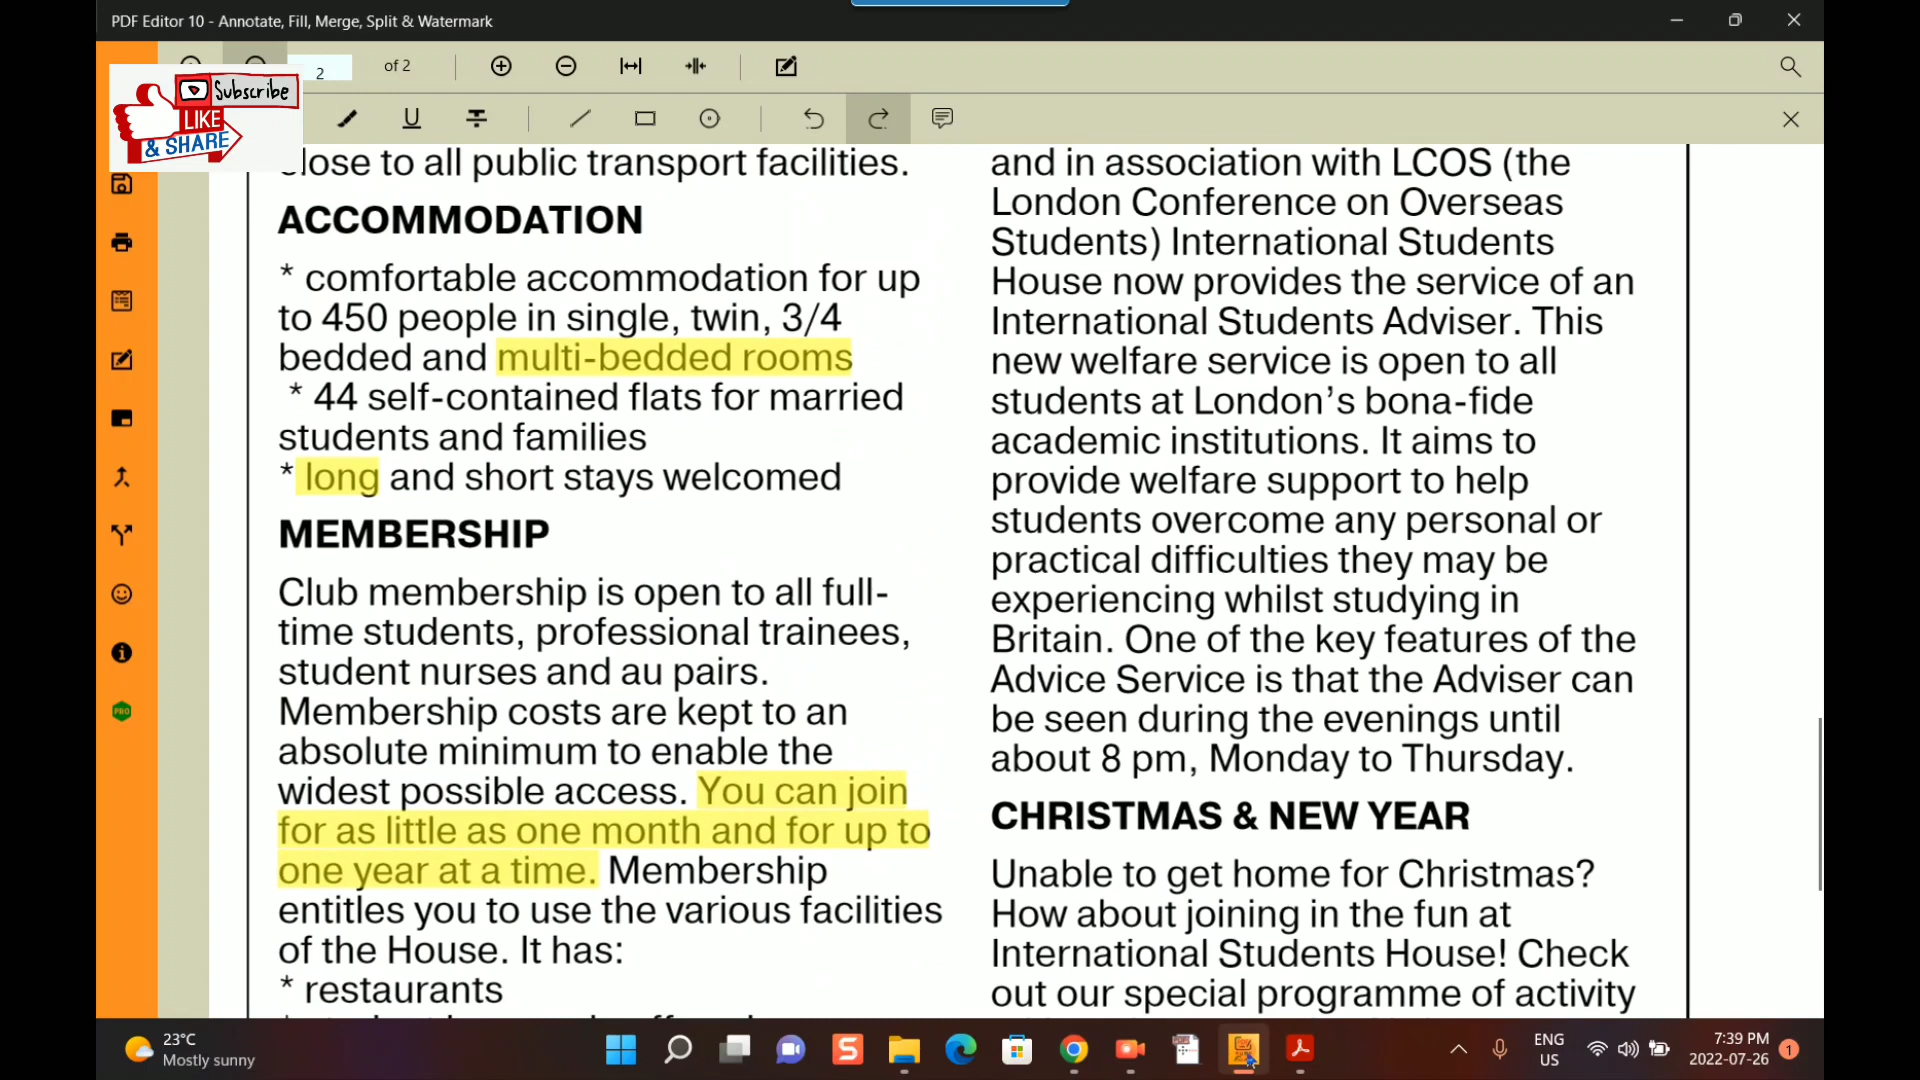 PDF Editor 10 - Annotate, Fill, Merge, Split & Watermark
2
of 2
Subscribe
LIKE
& SHARE
close to all public transport facilities.
ACCOMMODATION
* comfortable accommodation for up
to 450 people in single, twin, 3/4
bedded and multi-bedded rooms
* 44 self-contained flats for married
students and families
* long and short stays welcomed
MEMBERSHIP
Club membership is open to all full-
time students, professional trainees,
student nurses and au pairs.
Membership costs are kept to an
absolute minimum to enable the
widest possible access. You can join
for as little as one month and for up to
one year at a time. Membership
entitles you to use the various facilities
of the House. It has:
* restaurants
and in association with LCOS (the
London Conference on Overseas
Students) International Students
House now provides the service of an
International Students Adviser. This
new welfare service is open to all
students at London’s bona-fide
academic institutions. It aims to
provide welfare support to help
students overcome any personal or
practical difficulties they may be
experiencing whilst studying in
Britain. One of the key features of the
Advice Service is that the Adviser can
be seen during the evenings until
about 8 pm, Monday to Thursday.
CHRISTMAS & NEW YEAR
Unable to get home for Christmas?
How about joining in the fun at
International Students House! Check
out our special programme of activity
PRO
23°C
Mostly sunny
ENG
US
7:39 PM
2022-07-26
1